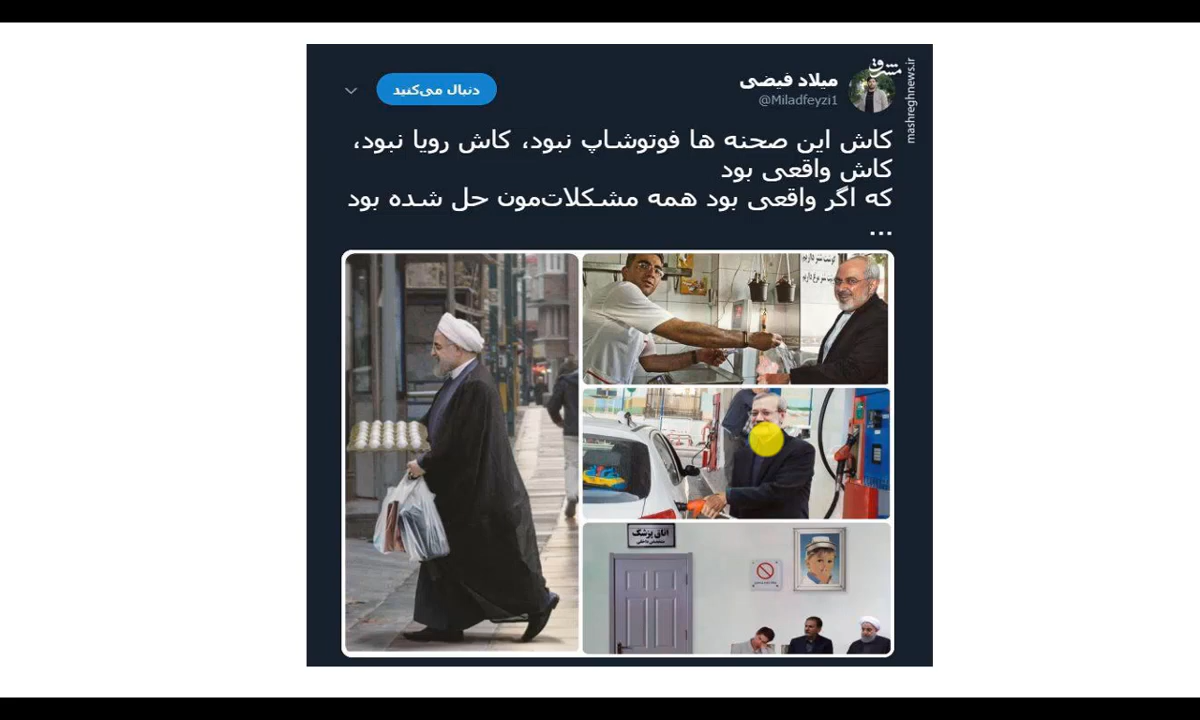 میلاد فیضی
@Miladfeyzi1
دنبال می‌کنید
مشرق
mashreghnews.ir
کاش این صحنه ها فوتوشاپ نبود، کاش رویا نبود،
کاش واقعی بود
که اگر واقعی بود همه مشکلات‌مون حل شده بود
...
اتاق پزشک